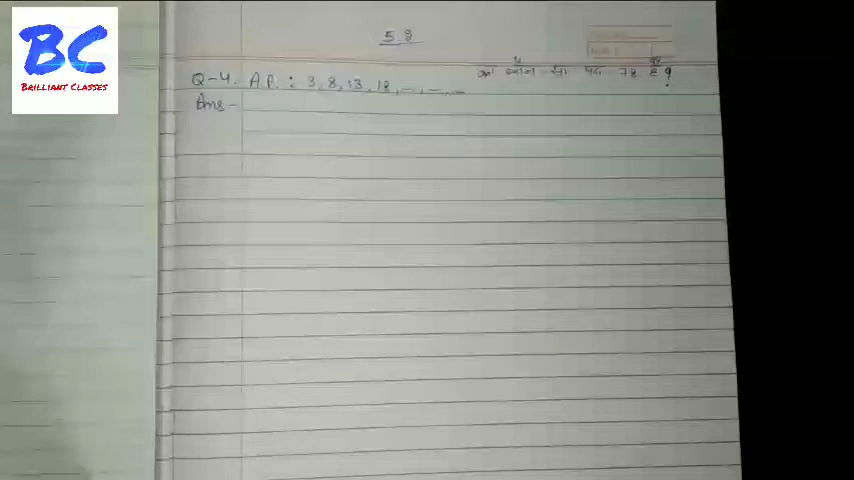 BC
BRILLIANT CLASSES
5.3
Q-4. A.P. : 3, 8, 13, 18, -, -, - का कौन सा पद 78 है ?
Ans -